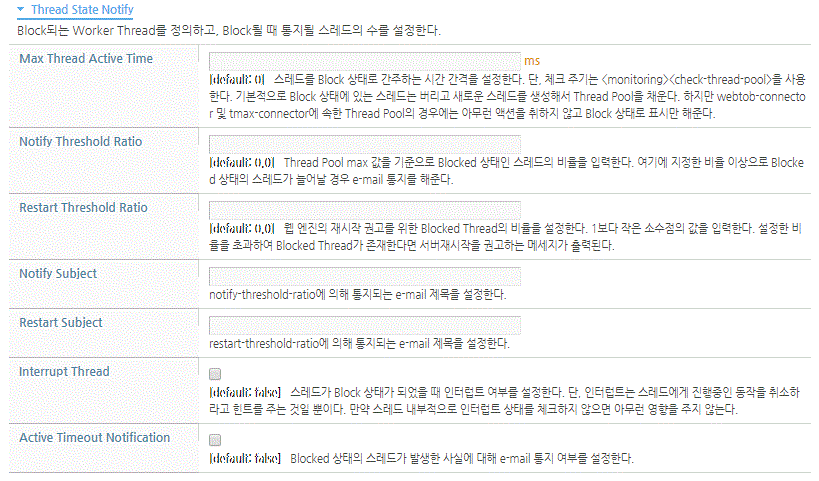 Thread State Notify
Block되는 Worker Thread를 정의하고, Block될 때 통지될 스레드의 수를 설정한다.
Max Thread Active Time
ms
[default: 0] 스레드를 Block 상태로 간주하는 시간 간격을 설정한다. 단, 체크 주기는 <monitoring><check-thread-pool>을 사용
한다. 기본적으로 Block 상태에 있는 스레드는 버리고 새로운 스레드를 생성해서 Thread Pool을 채운다. 하지만 webtob-connecto
r 및 tmax-connector에 속한 Thread Pool의 경우에는 아무런 액션을 취하지 않고 Block 상태로 표시만 해준다.
Notify Threshold Ratio
[default: 0.0] Thread Pool max 값을 기준으로 Blocked 상태인 스레드의 비율을 입력한다. 여기에 지정한 비율 이상으로 Blocke
d 상태의 스레드가 늘어날 경우 e-mail 통지를 해준다.
Restart Threshold Ratio
[default: 0.0] 웹 엔진의 재시작 권고를 위한 Blocked Thread의 비율을 설정한다. 1보다 작은 소수점의 값을 입력한다. 설정한 비
율을 초과하여 Blocked Thread가 존재한다면 서버재시작을 권고하는 메세지가 출력된다.
Notify Subject
notify-threshold-ratio에 의해 통지되는 e-mail 제목을 설정한다.
Restart Subject
restart-threshold-ratio에 의해 통지되는 e-mail 제목을 설정한다.
Interrupt Thread
[default: false] 스레드가 Block 상태가 되었을 때 인터럽트 여부를 설정한다. 단, 인터럽트는 스레드에게 진행중인 동작을 취소하
라고 힌트를 주는 것일 뿐이다. 만약 스레드 내부적으로 인터럽트 상태를 체크하지 않으면 아무런 영향을 주지 않는다.
Active Timeout Notification
[default: false] Blocked 상태의 스레드가 발생한 사실에 대해 e-mail 통지 여부를 설정한다.